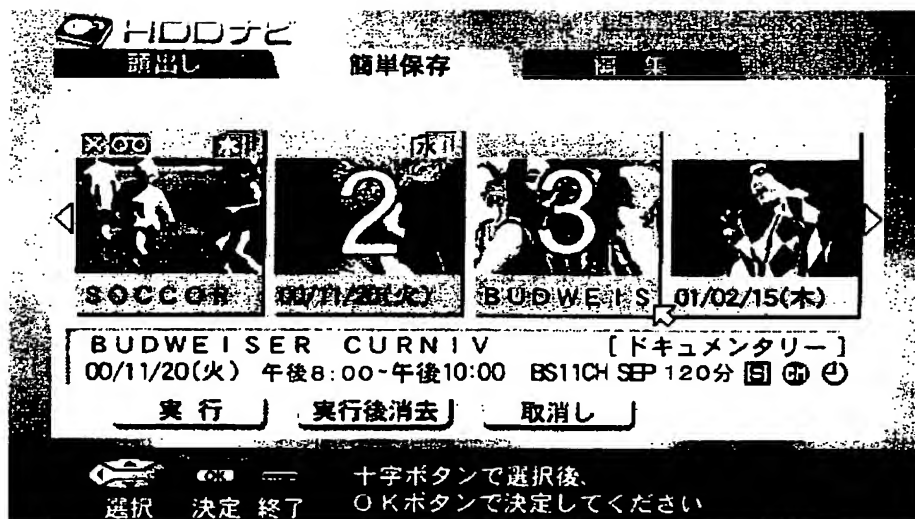 HDDナビ
頭出し 簡単保存 編集
水 水
2 3
SOCCOR 00/11/20(火) BUDWEIS 01/02/15(木)
BUDWEISER CURNIV [ドキュメンタリー]
00/11/20(火) 午後8:00~午後10:00 BS11CH SEP 120分 S
実行 実行後消去 取消し
OK
選択 決定 終了
十字ボタンで選択後、
OKボタンで決定してください